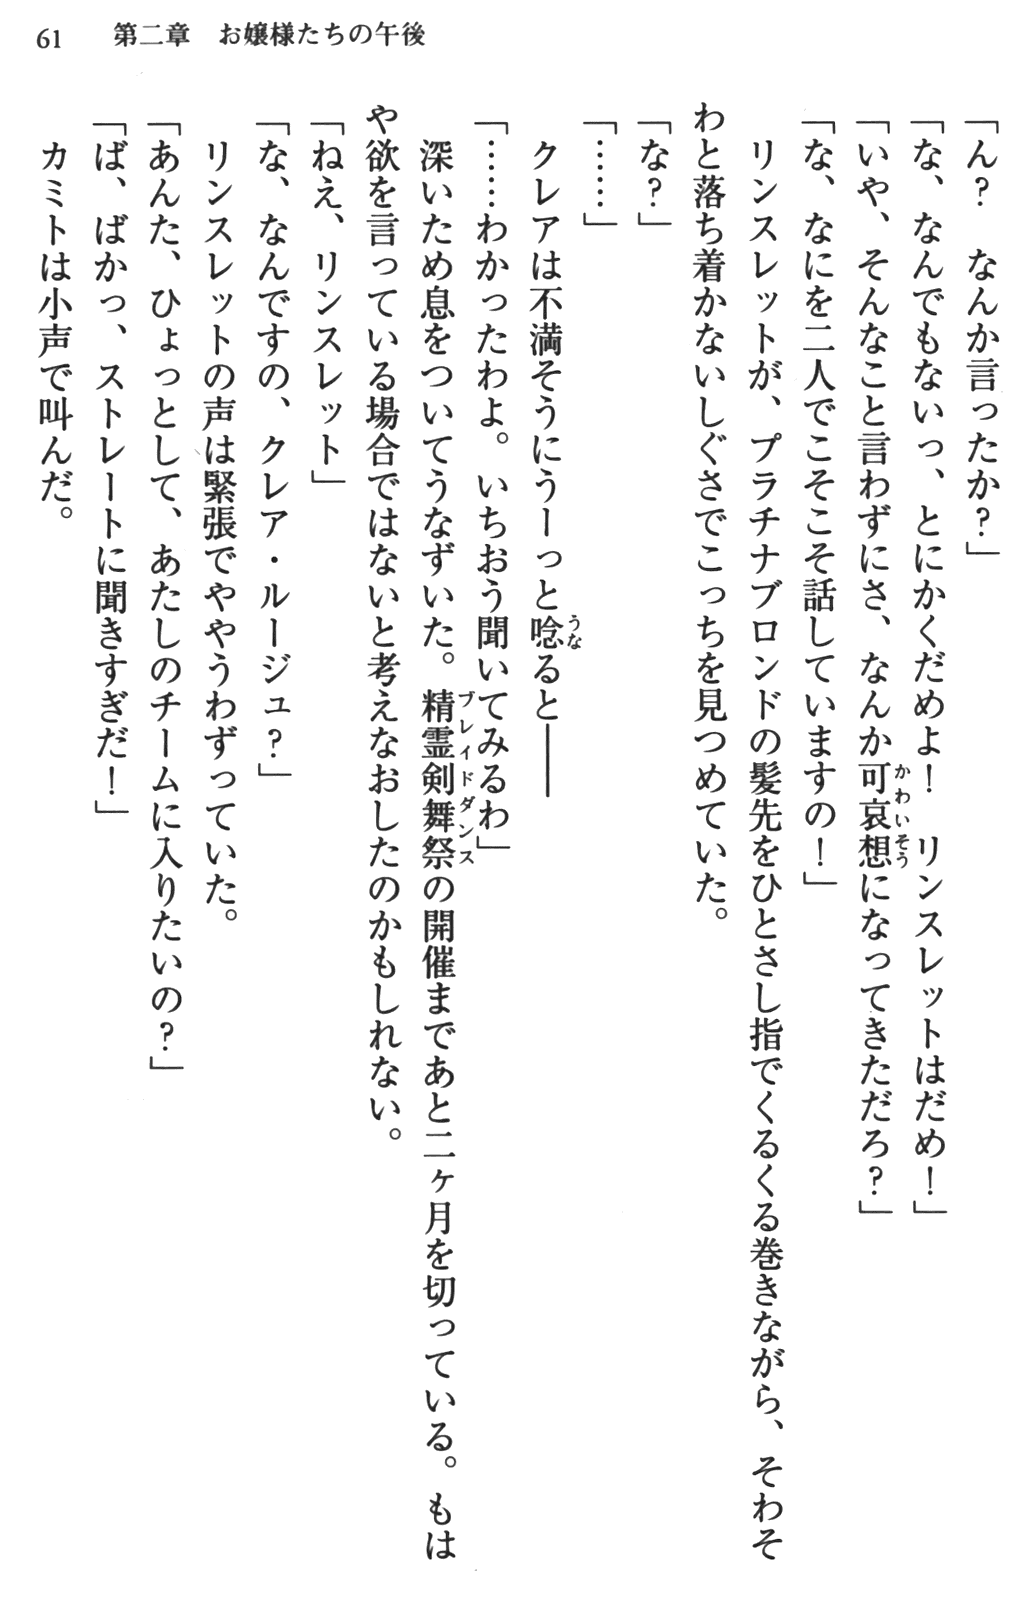 61　第二章　お嬢様たちの午後
「ん？　なんか言ったか？」
「な、なんでもないっ、とにかくだめよ！　リンスレットはだめ！」
「いや、そんなこと言わずにさ、なんか可哀想になってきただろ？」
「な、なにを二人でこそこそ話していますの！」
　リンスレットが、プラチナブロンドの髪先をひとさし指でくるくる巻きながら、そわそ
わと落ち着かないしぐさでこっちを見つめていた。
「な？」
「……」
　クレアは不満そうにうーっと唸ると――
「……わかったわよ。いちおう聞いてみるわ」
　深いため息をついてうなずいた。精霊剣舞祭の開催まであと二ヶ月を切っている。もは
や欲を言っている場合ではないと考えなおしたのかもしれない。
「ねえ、リンスレット」
「な、なんですの、クレア・ルージュ？」
　リンスレットの声は緊張でややうわずっていた。
「あんた、ひょっとして、あたしのチームに入りたいの？」
「ば、ばかっ、ストレートに聞きすぎだ！」
　カミトは小声で叫んだ。
かわいそう
うな
ブレイドダンス